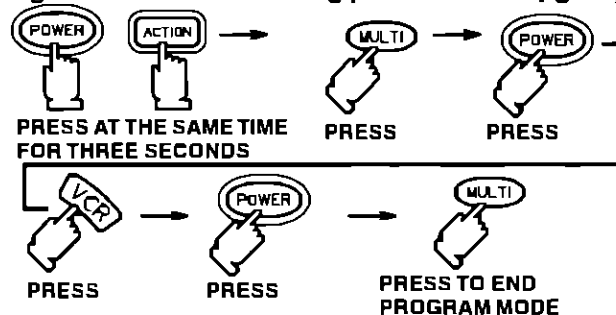 POWER ACTION MULTI POWER
PRESS AT THE SAME TIME
FOR THREE SECONDS
PRESS PRESS
VCR POWER MULTI
PRESS PRESS PRESS TO END
PROGRAM MODE